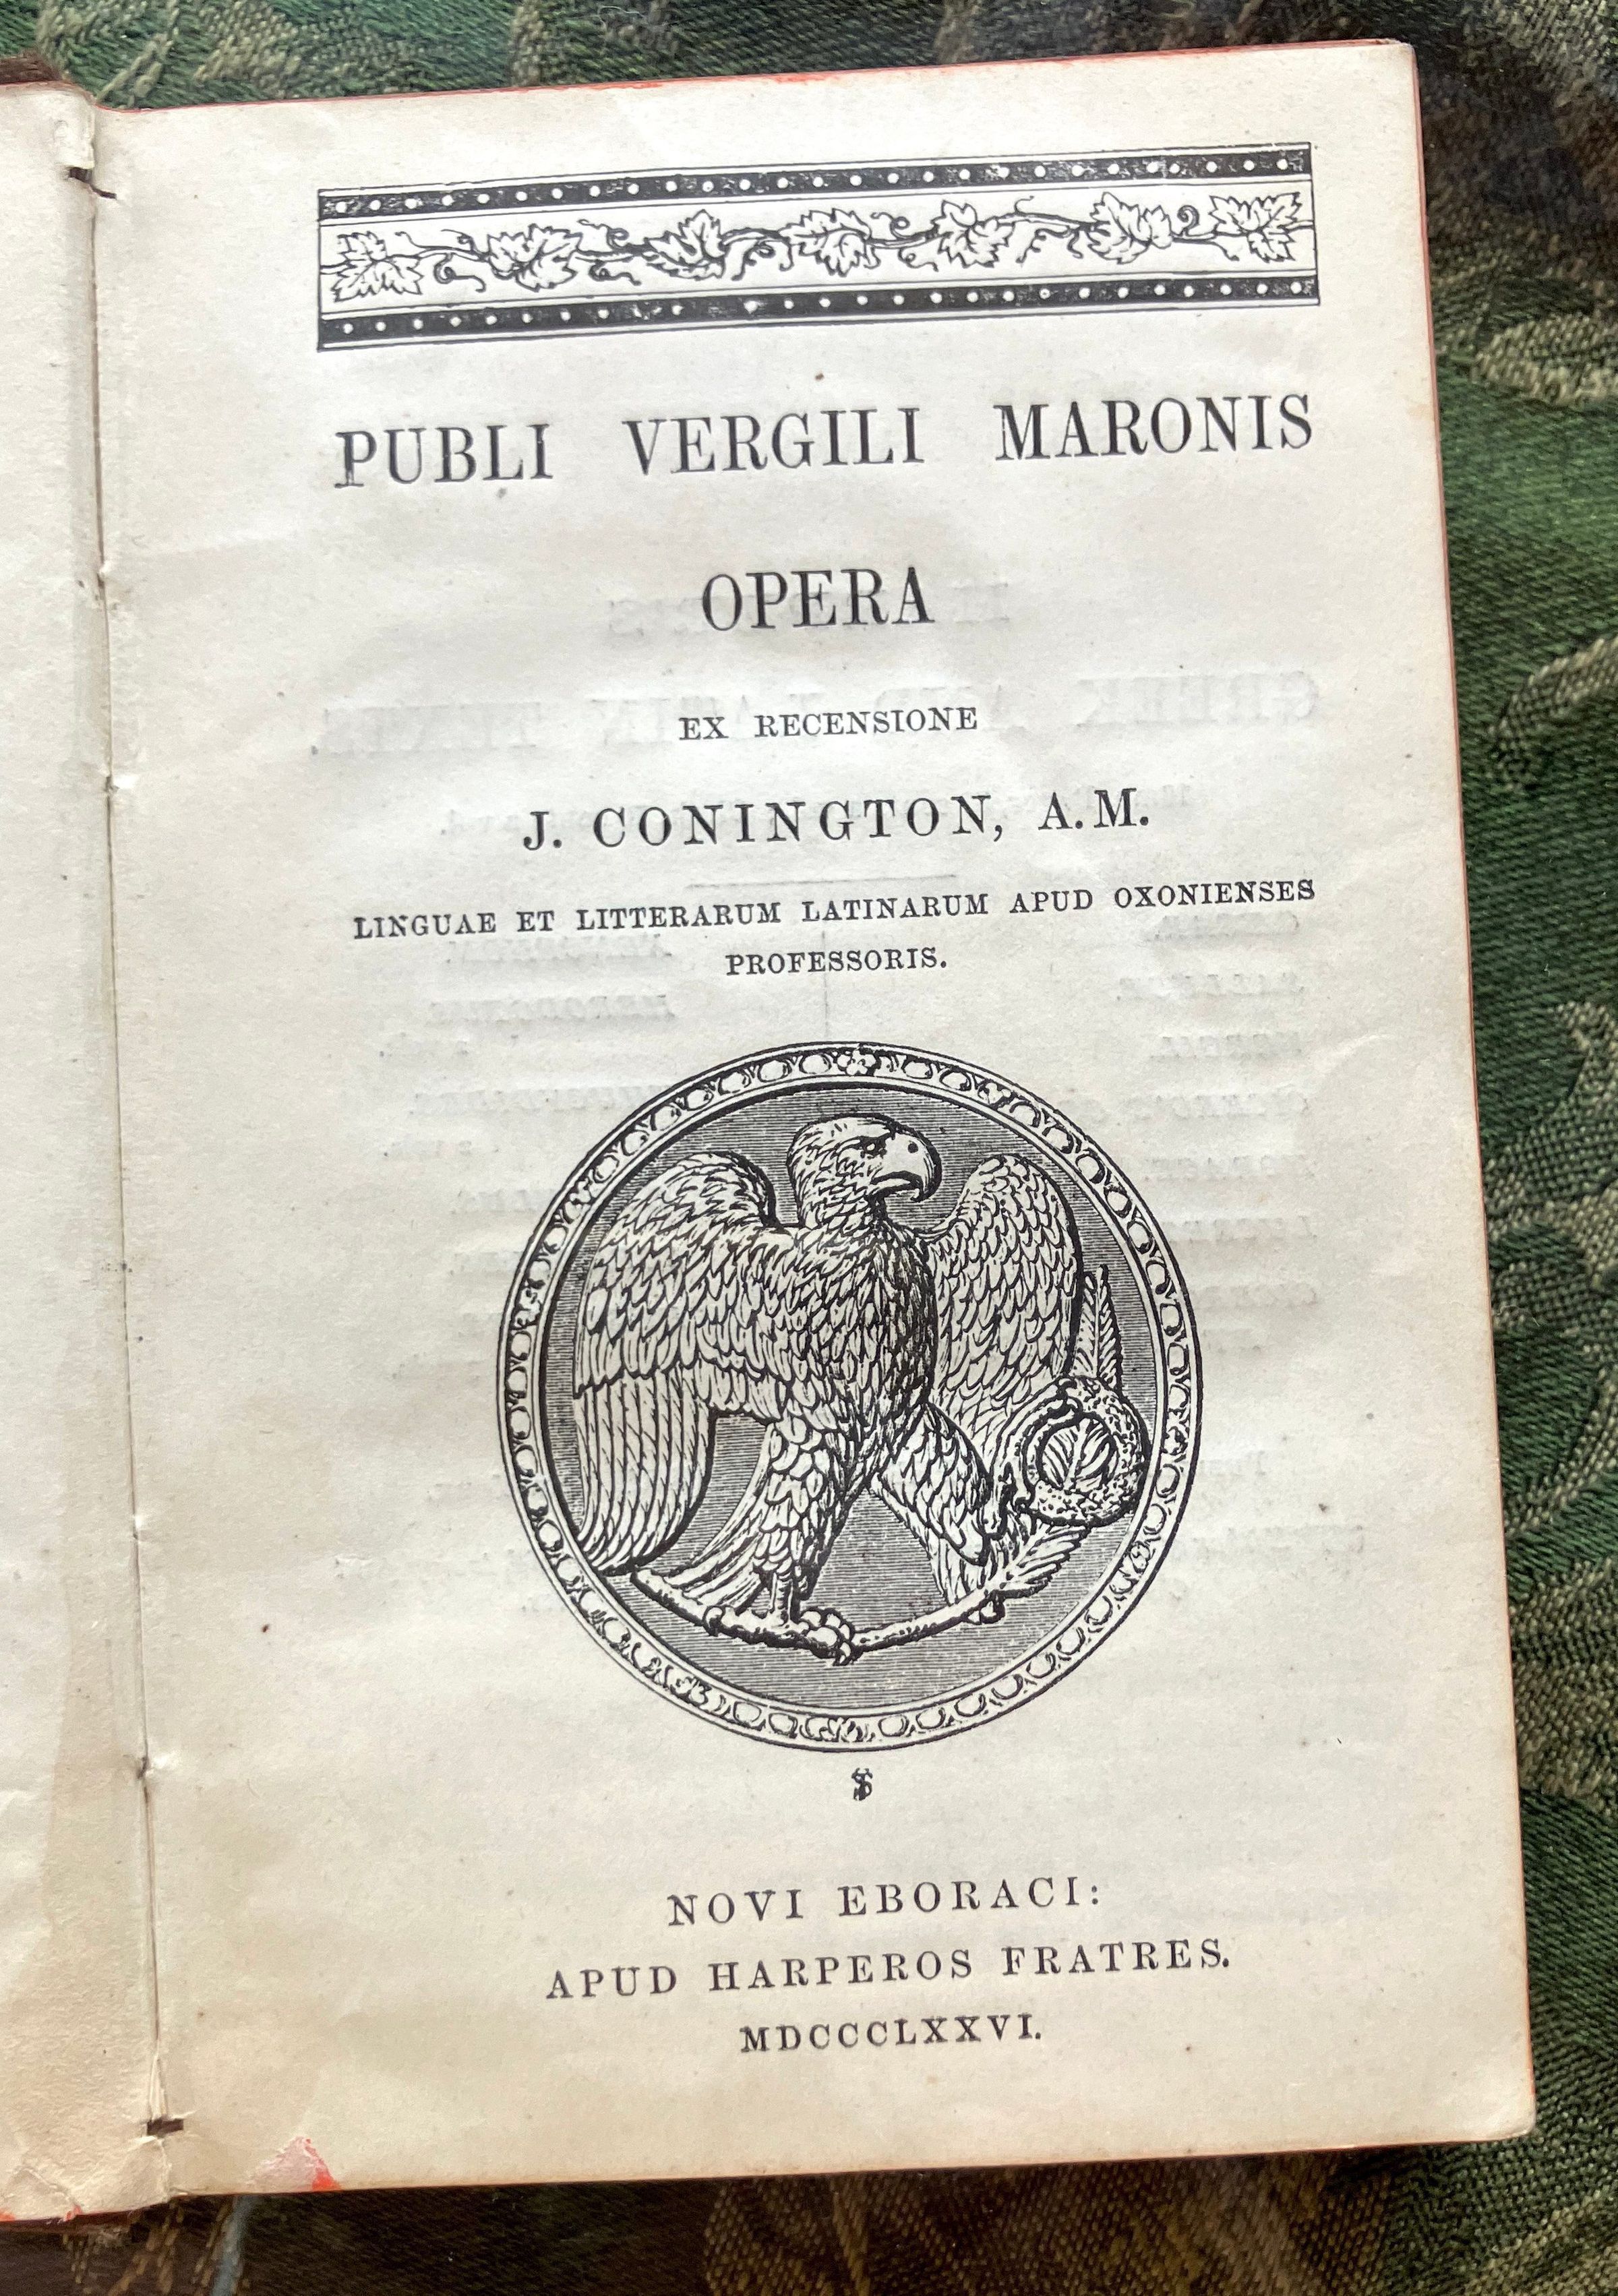 PUBLI VERGILI MARONIS
OPERA
EX RECENSIONE
J. CONINGTON, A.M.
LINGUAE ET LITTERARUM LATINARUM APUD OXONIENSES
PROFESSORIS.
NOVI EBORACI:
APUD HARPEROS FRATRES.
MDCCCLXXVI.